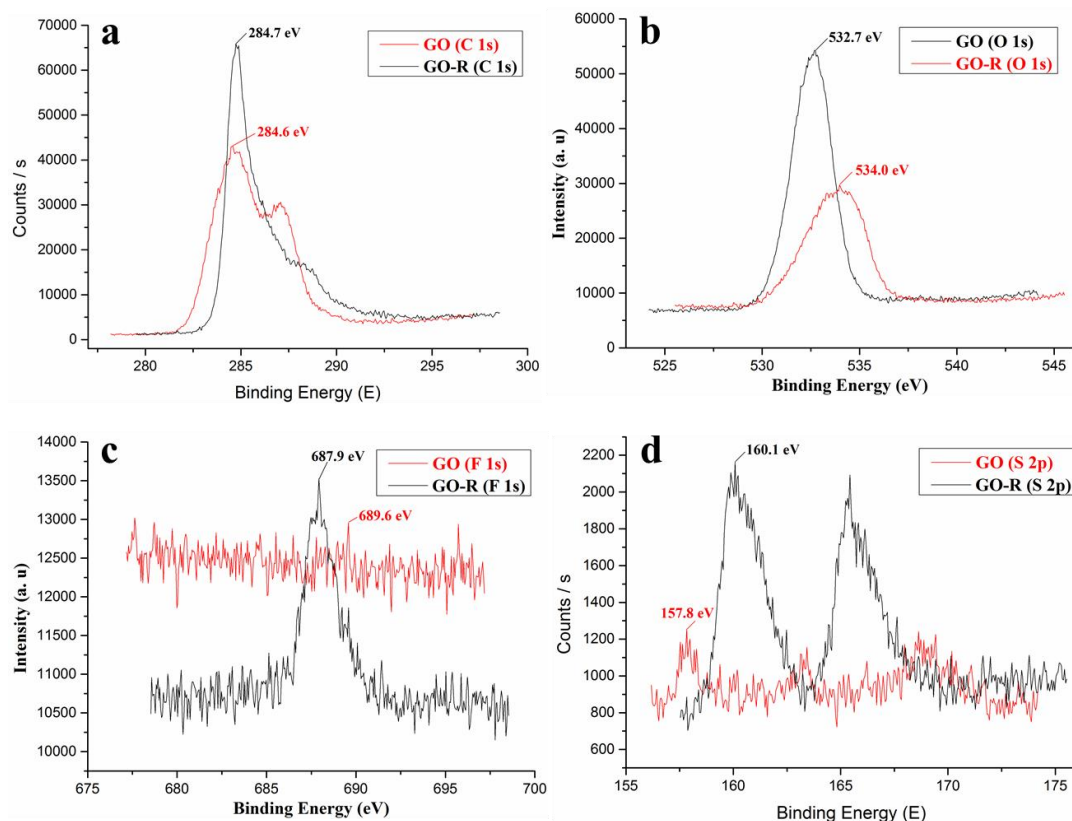 a
284.7 eV
GO (C 1s)
GO-R (C 1s)
284.6 eV
70000
60000
50000
40000
30000
20000
10000
0
Counts / s
280 285 290 295 300
Binding Energy (E)
b
532.7 eV
GO (O 1s)
GO-R (O 1s)
534.0 eV
60000
50000
40000
30000
20000
10000
0
Intensity (a. u)
525 530 535 540 545
Binding Energy (eV)
c
687.9 eV
GO (F 1s)
GO-R (F 1s)
689.6 eV
14000
13500
13000
12500
12000
11500
11000
10500
10000
Intensity (a. u)
675 680 685 690 695 700
Binding Energy (eV)
d
160.1 eV
GO (S 2p)
GO-R (S 2p)
157.8 eV
2200
2000
1800
1600
1400
1200
1000
800
600
Counts / s
155 160 165 170 175
Binding Energy (E)